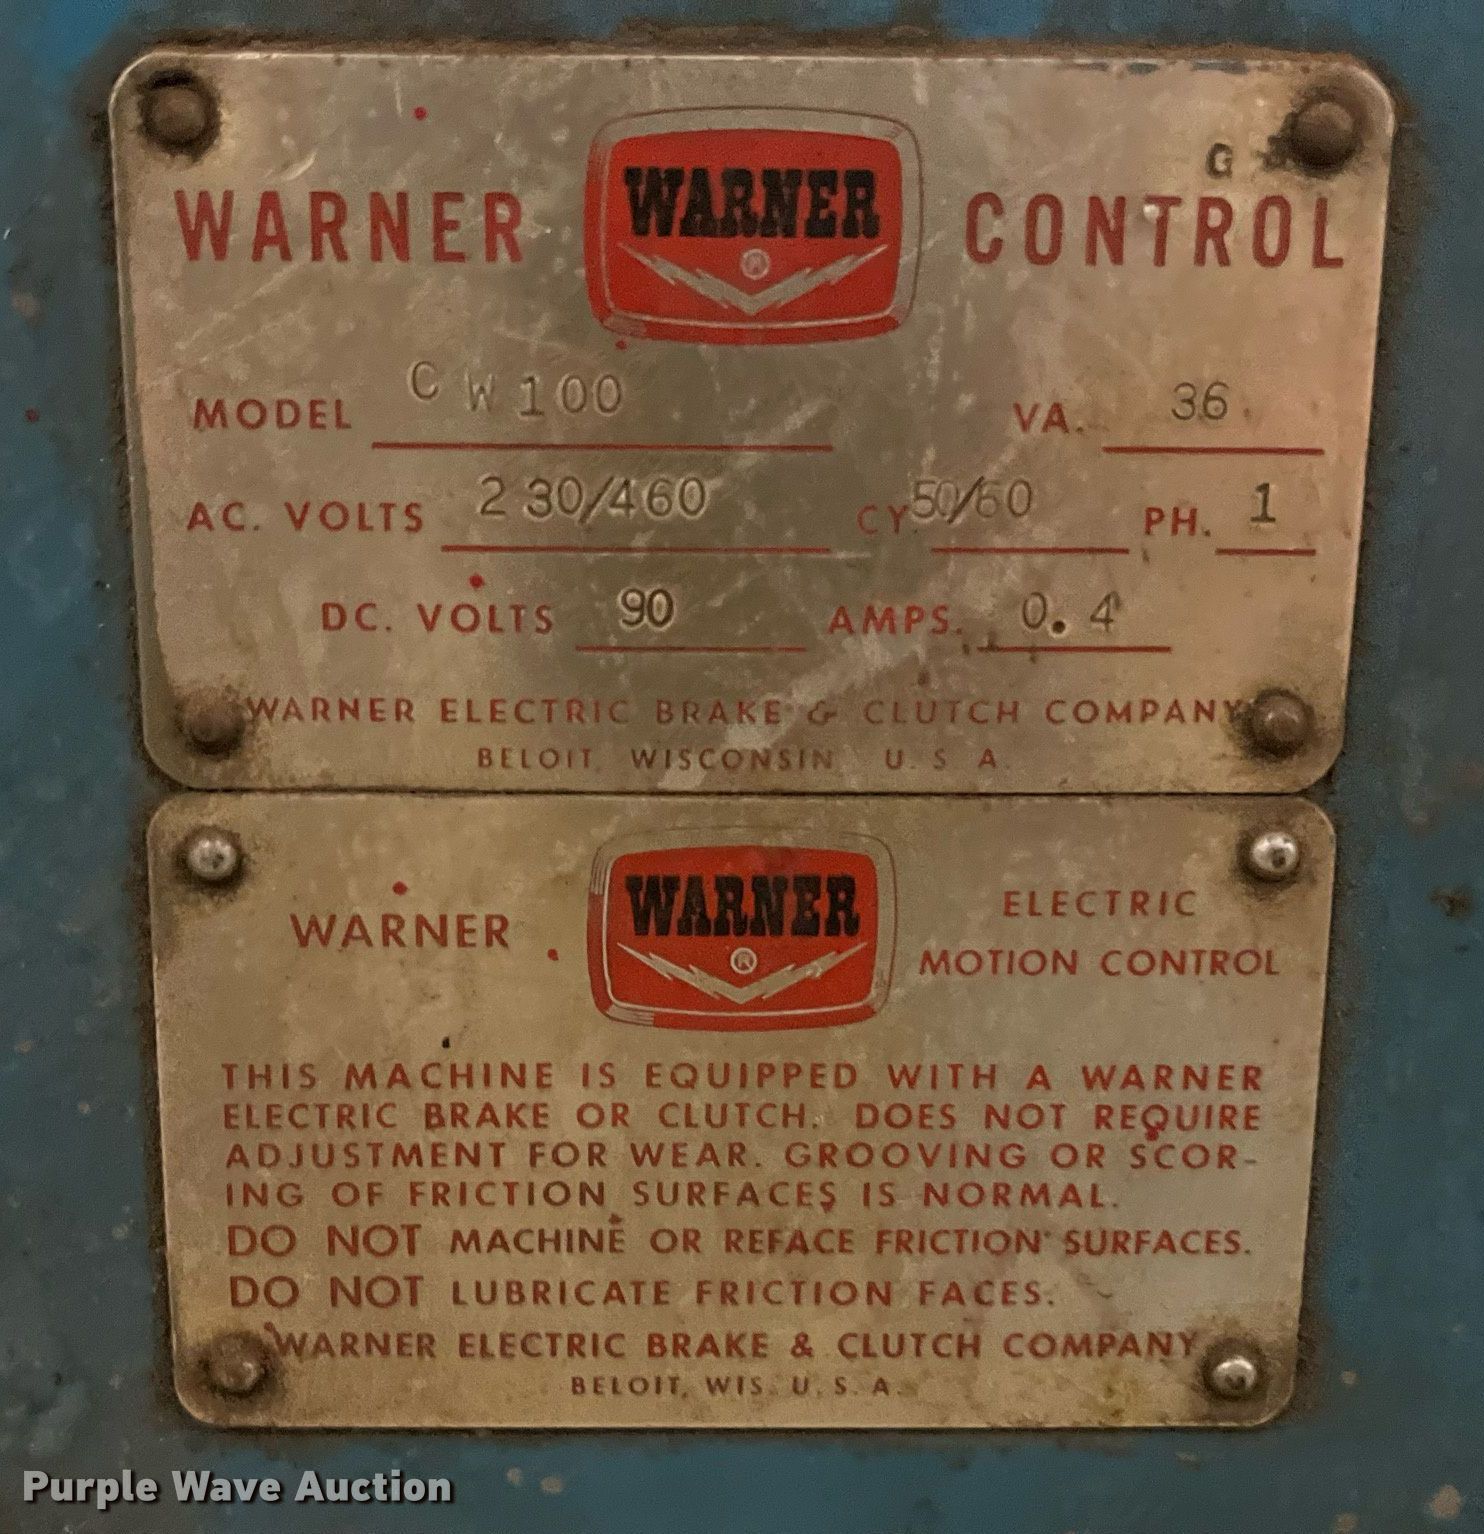 G
WARNER WARNER ® CONTROL
MODEL CW100 VA. 36
AC. VOLTS 230/460 CY 50/60 PH. 1
DC. VOLTS 90 AMPS. 0.4
WARNER ELECTRIC BRAKE & CLUTCH COMPANY
BELOIT, WISCONSIN U. S. A.
WARNER WARNER ® ELECTRIC
MOTION CONTROL
THIS MACHINE IS EQUIPPED WITH A WARNER
ELECTRIC BRAKE OR CLUTCH. DOES NOT REQUIRE
ADJUSTMENT FOR WEAR. GROOVING OR SCOR-
ING OF FRICTION SURFACES IS NORMAL.
DO NOT MACHINE OR REFACE FRICTION SURFACES.
DO NOT LUBRICATE FRICTION FACES.
WARNER ELECTRIC BRAKE & CLUTCH COMPANY
BELOIT, WIS. U. S. A.
Purple Wave Auction